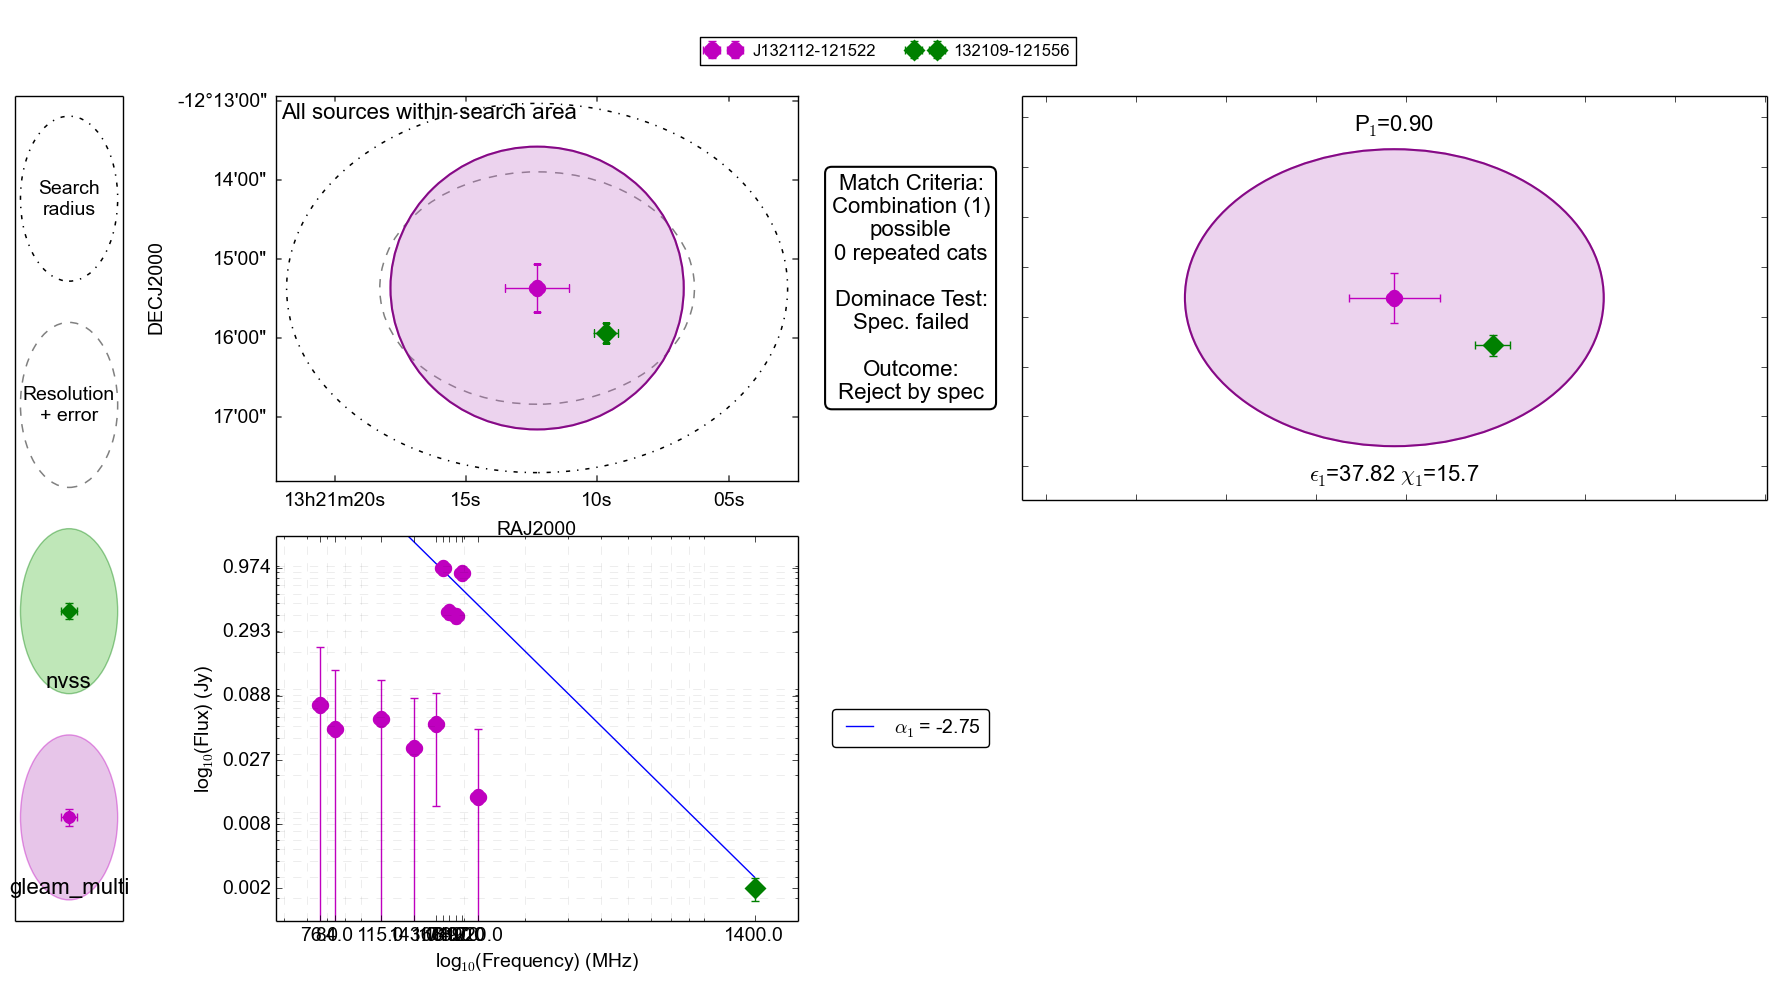 J132112-121522
132109-121556
Search
radius
Resolution
+ error
nvss
gleam_multi
All sources within search area
-12°13'00"
14'00"
15'00"
16'00"
17'00"
DECJ2000
13h21m20s
15s
10s
05s
RAJ2000
Match Criteria:
Combination (1)
possible
0 repeated cats
Dominace Test:
Spec. failed
Outcome:
Reject by spec
P1=0.90
ϵ1=37.82 χ1=15.7
0.974
0.293
0.088
0.027
0.008
0.002
log10(Flux) (Jy)
115.0
1400.0
log10(Frequency) (MHz)
α1 = -2.75